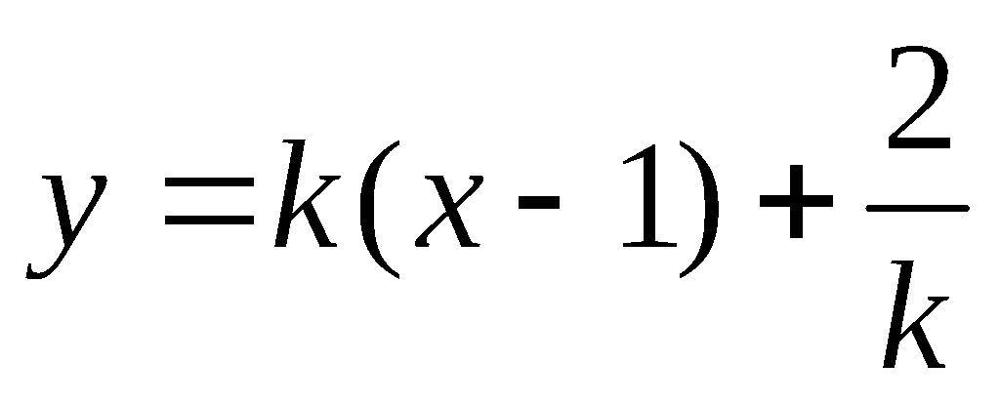 y = k(x - 1) + 2/k